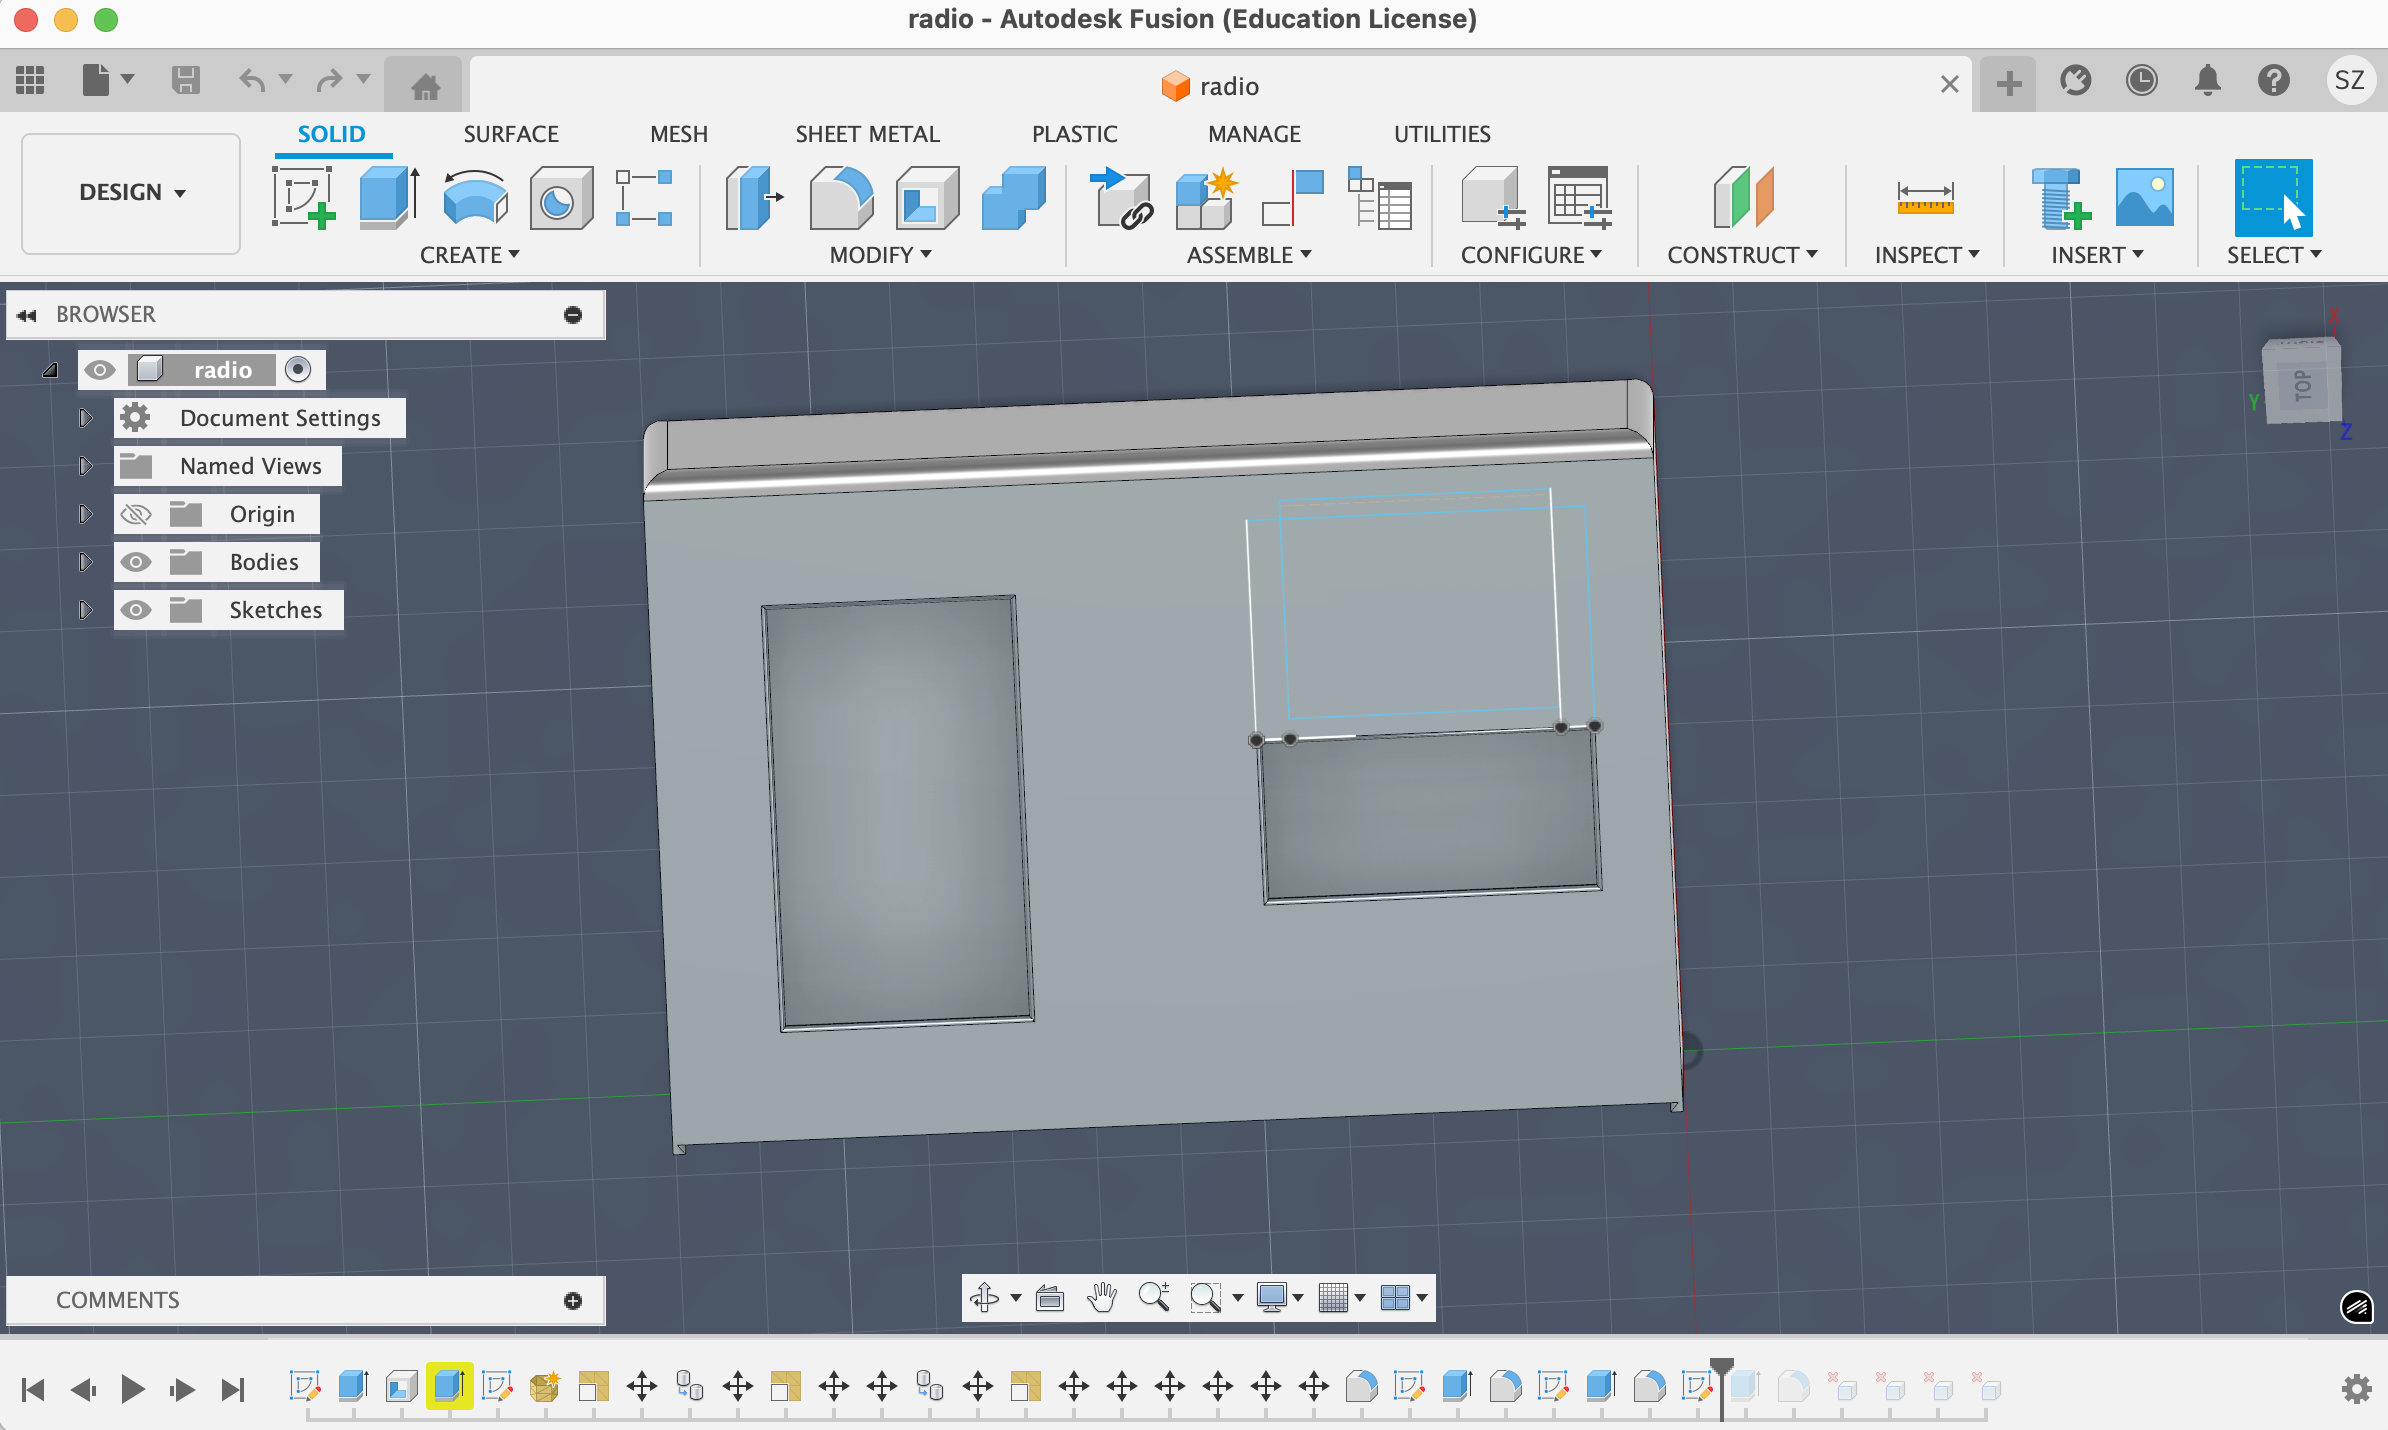 radio - Autodesk Fusion (Education License)
radio
SZ
SOLID SURFACE MESH SHEET METAL PLASTIC MANAGE UTILITIES
DESIGN
CREATE MODIFY ASSEMBLE CONFIGURE CONSTRUCT INSPECT INSERT SELECT
BROWSER
radio
Document Settings
Named Views
Origin
Bodies
Sketches
X
TOP
Y
Z
COMMENTS